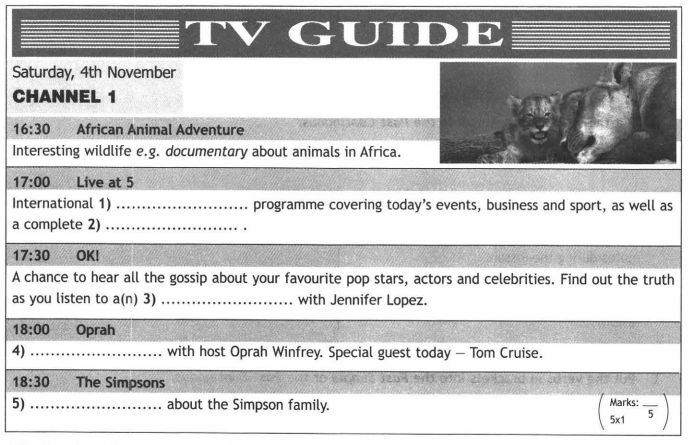 TV GUIDE
Saturday, 4th November
CHANNEL 1
16:30 African Animal Adventure
Interesting wildlife e.g. documentary about animals in Africa.
17:00 Live at 5
International 1) .......................... programme covering today's events, business and sport, as well as
a complete 2) .......................... .
17:30 OK!
A chance to hear all the gossip about your favourite pop stars, actors and celebrities. Find out the truth
as you listen to a(n) 3) .......................... with Jennifer Lopez.
18:00 Oprah
4) .......................... with host Oprah Winfrey. Special guest today – Tom Cruise.
18:30 The Simpsons
5) .......................... about the Simpson family.
Marks: __
5x1 5